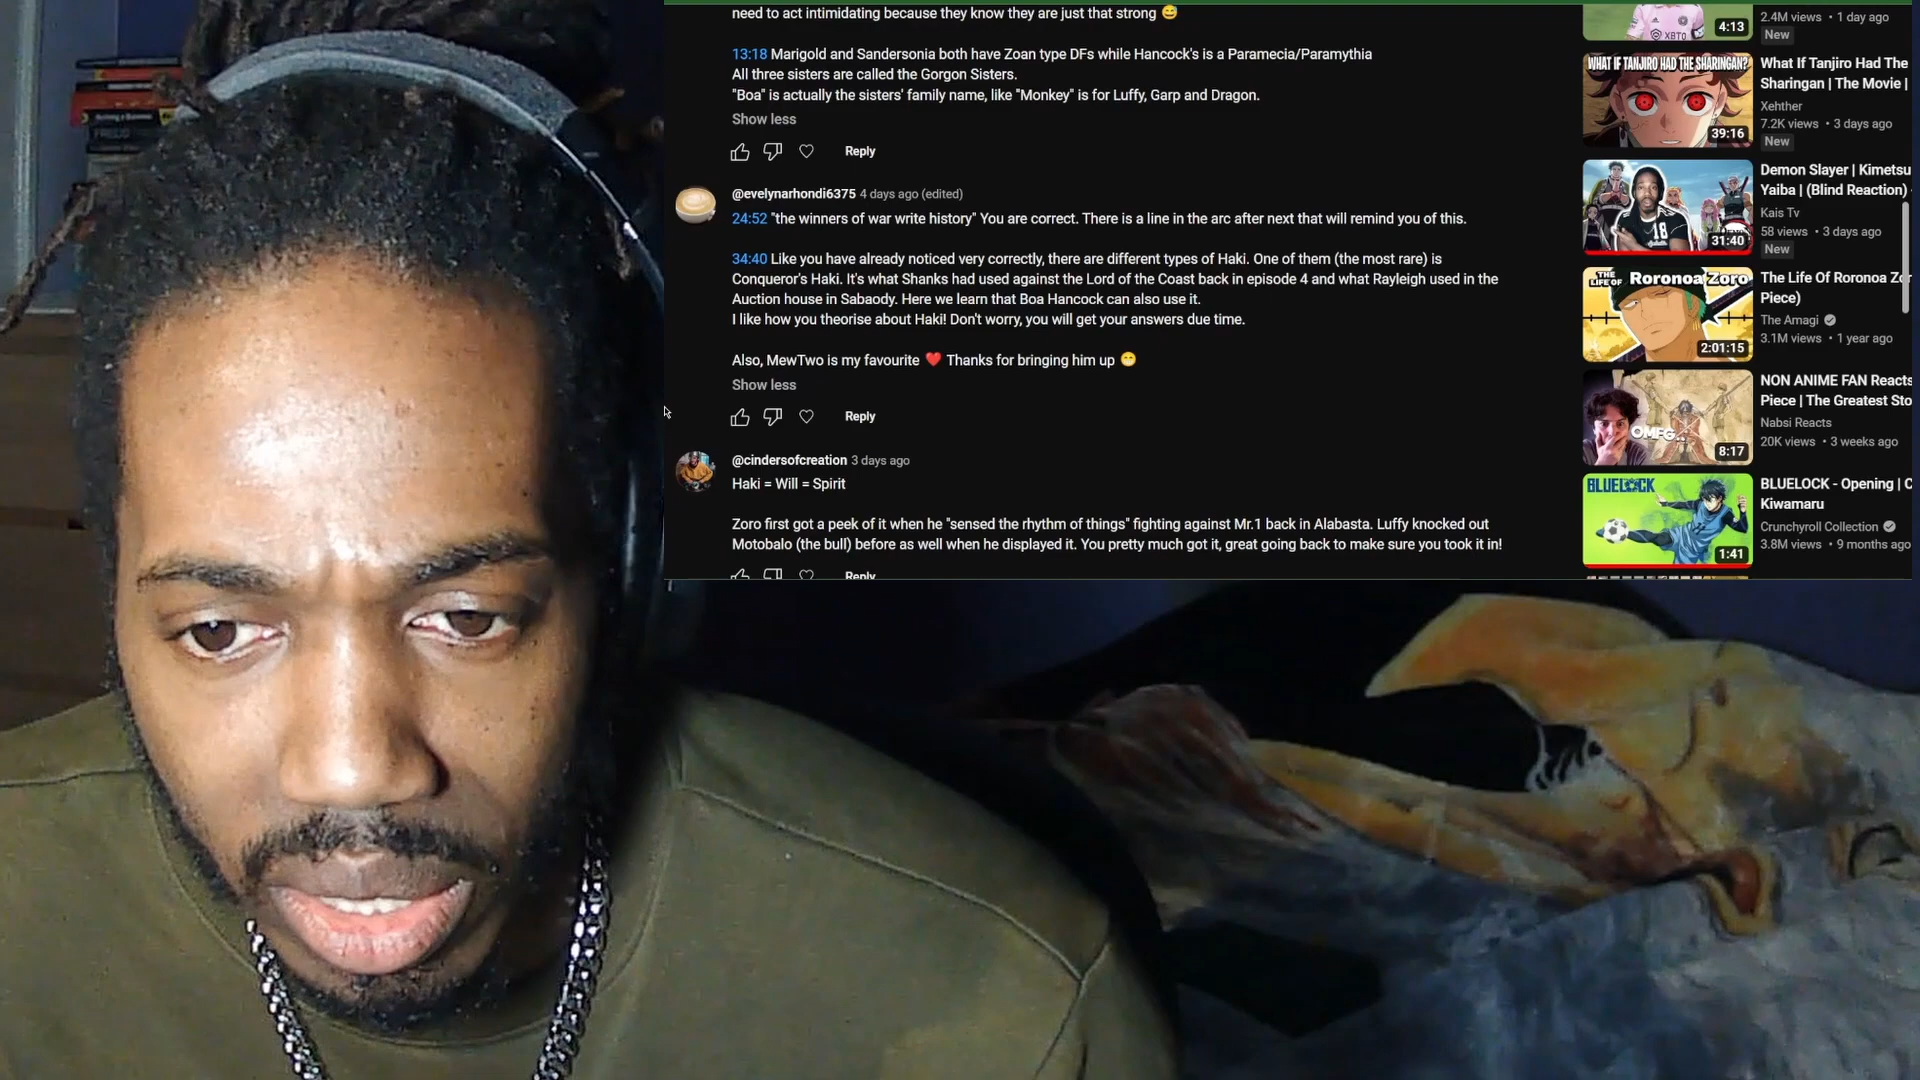 need to act intimidating because they know they are just that strong 😅
13:18 Marigold and Sandersonia both have Zoan type DFs while Hancock's is a Paramecia/Paramythia
All three sisters are called the Gorgon Sisters.
"Boa" is actually the sisters' family name, like "Monkey" is for Luffy, Garp and Dragon.
Show less
Reply
@evelynarhondi6375 4 days ago (edited)
24:52 "the winners of war write history" You are correct. There is a line in the arc after next that will remind you of this.
34:40 Like you have already noticed very correctly, there are different types of Haki. One of them (the most rare) is
Conqueror's Haki. It's what Shanks had used against the Lord of the Coast back in episode 4 and what Rayleigh used in the
Auction house in Sabaody. Here we learn that Boa Hancock can also use it.
I like how you theorise about Haki! Don't worry, you will get your answers due time.
Also, MewTwo is my favourite ❤️ Thanks for bringing him up 😁
Show less
Reply
@cindersofcreation 3 days ago
Haki = Will = Spirit
Zoro first got a peek of it when he "sensed the rhythm of things" fighting against Mr.1 back in Alabasta. Luffy knocked out
Motobalo (the bull) before as well when he displayed it. You pretty much got it, great going back to make sure you took it in!
Reply
XBTO
4:13
2.4M views • 1 day ago
New
WHAT IF TANJIRO HAD THE SHARINGAN?
39:16
What If Tanjiro Had The
Sharingan | The Movie |
Xehther
7.2K views • 3 days ago
New
18
31:40
Demon Slayer | Kimetsu
Yaiba | (Blind Reaction)
Kais Tv
58 views • 3 days ago
New
THE LIFE OF Roronoa Zoro
2:01:15
The Life Of Roronoa Zor
Piece)
The Amagi
3.1M views • 1 year ago
OMFG..
8:17
NON ANIME FAN Reacts
Piece | The Greatest Sto
Nabsi Reacts
20K views • 3 weeks ago
BLUELOCK
1:41
BLUELOCK - Opening | C
Kiwamaru
Crunchyroll Collection
3.8M views • 9 months ago